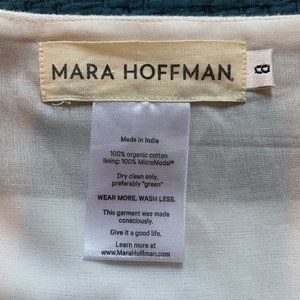 MARA HOFFMAN
8
Made in India
100% organic cotton
lining: 100% MicroModal®
Dry clean only,
preferably "green"
WEAR MORE, WASH LESS.
This garment was made
consciously.
Give it a good life.
Learn more at
www.MaraHoffman.com